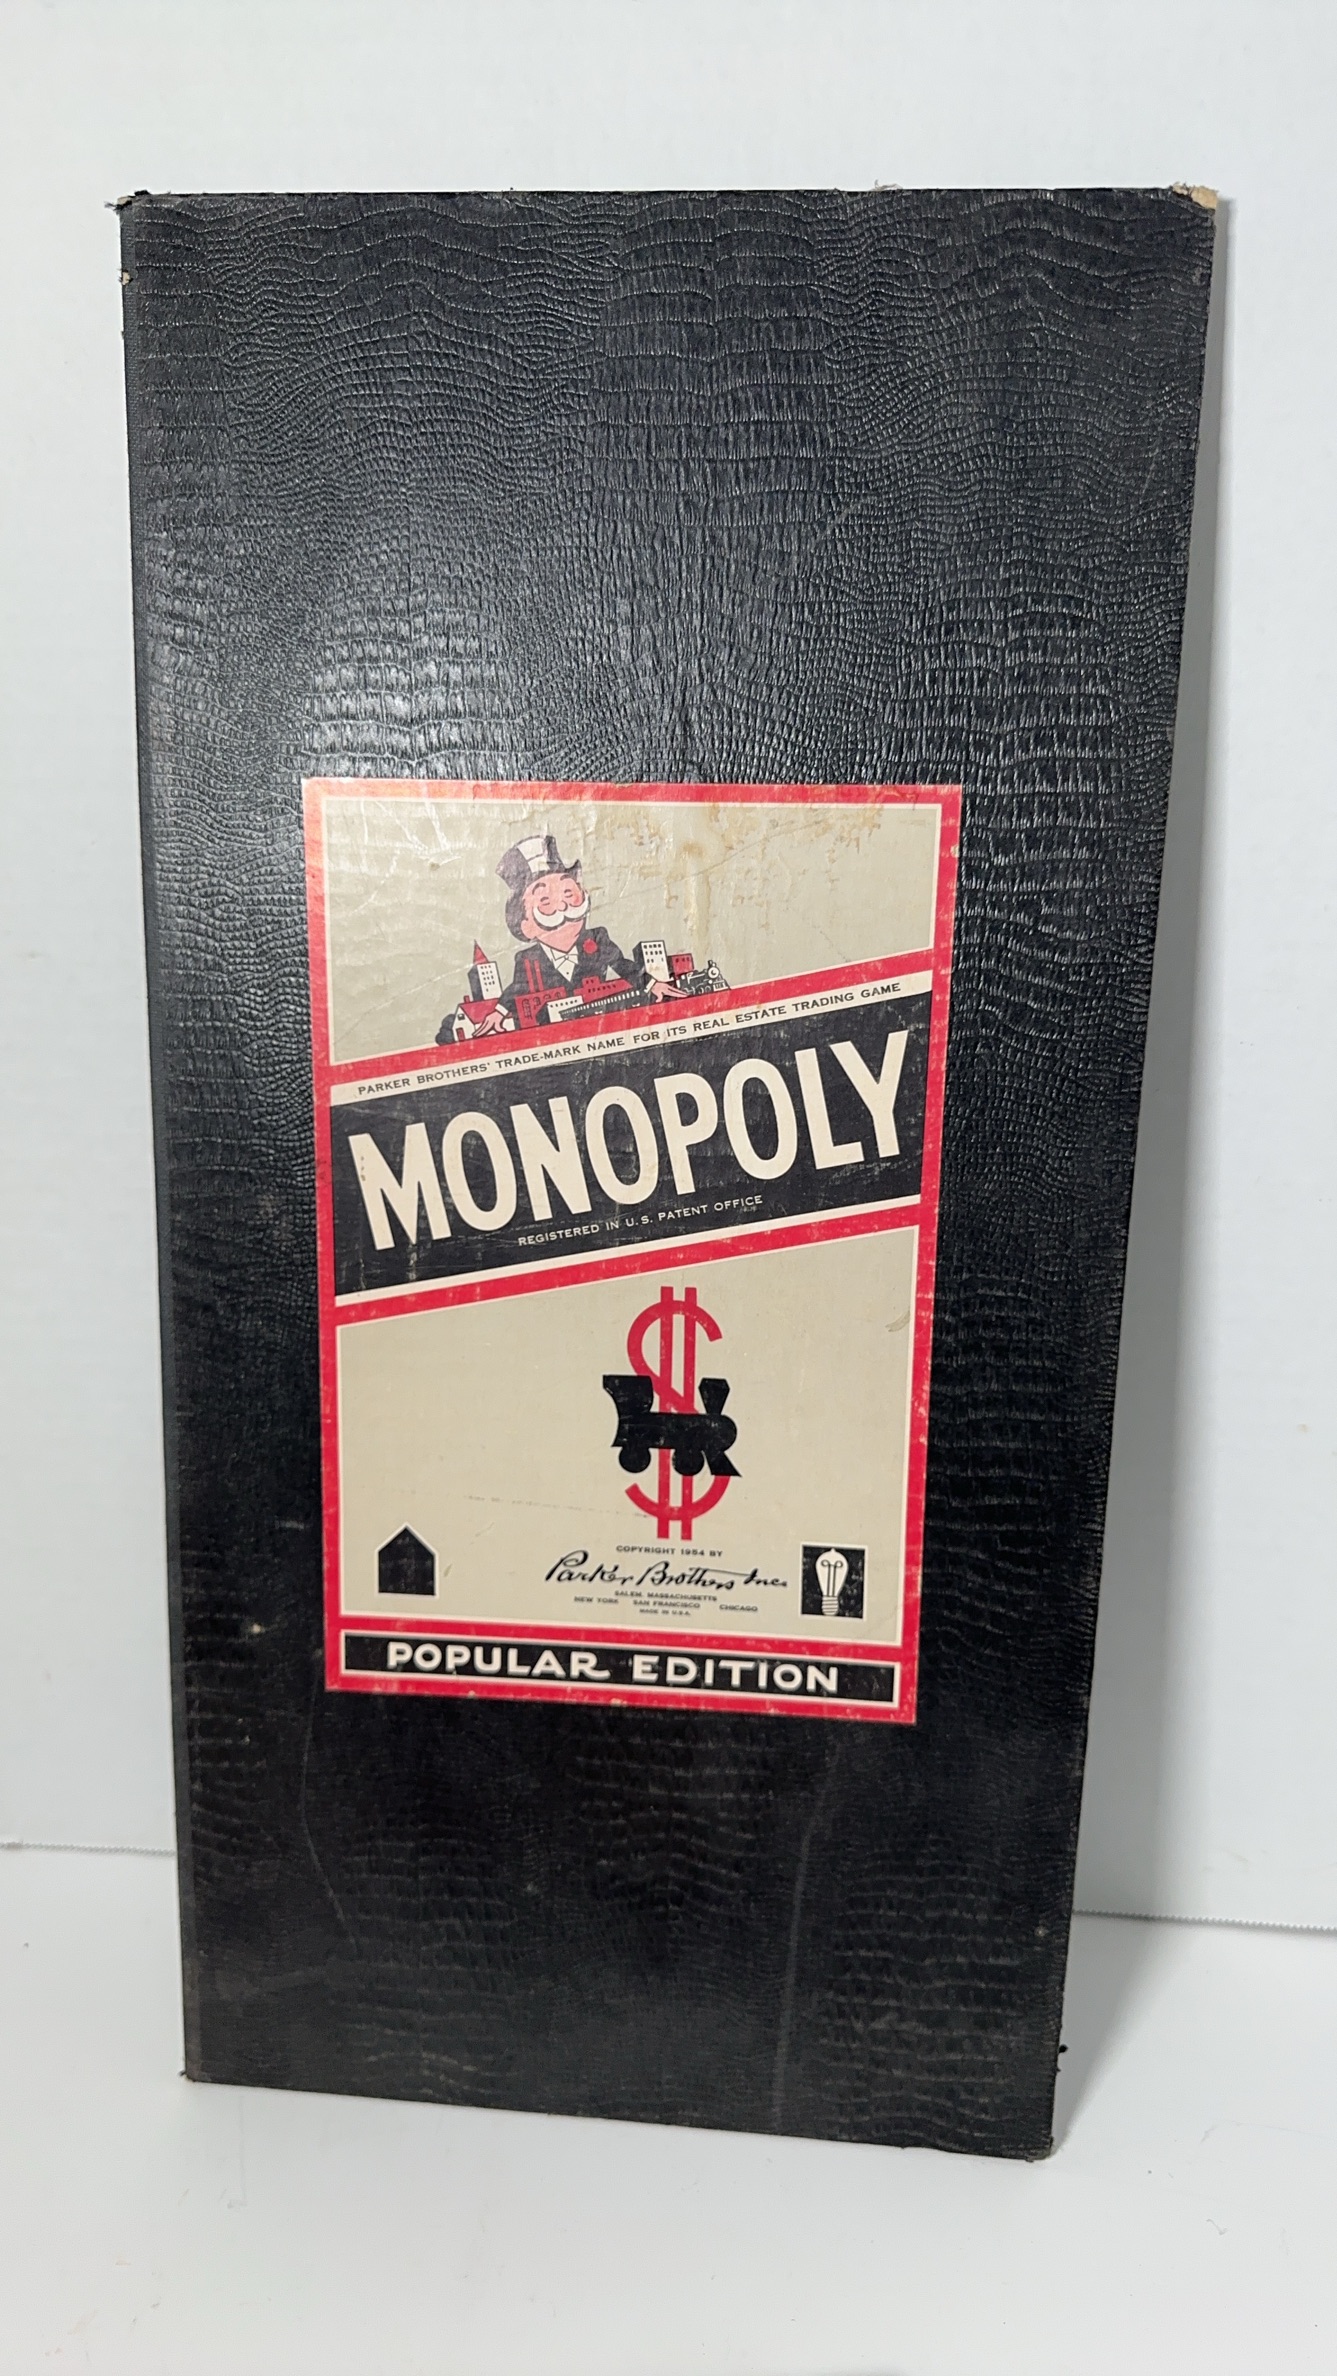 PARKER BROTHERS' TRADE-MARK NAME FOR ITS REAL ESTATE TRADING GAME
MONOPOLY
REGISTERED IN U.S. PATENT OFFICE
COPYRIGHT 1954 BY
Parker Brothers Inc.
SALEM, MASSACHUSETTS
NEW YORK SAN FRANCISCO CHICAGO
MADE IN U.S.A.
POPULAR EDITION